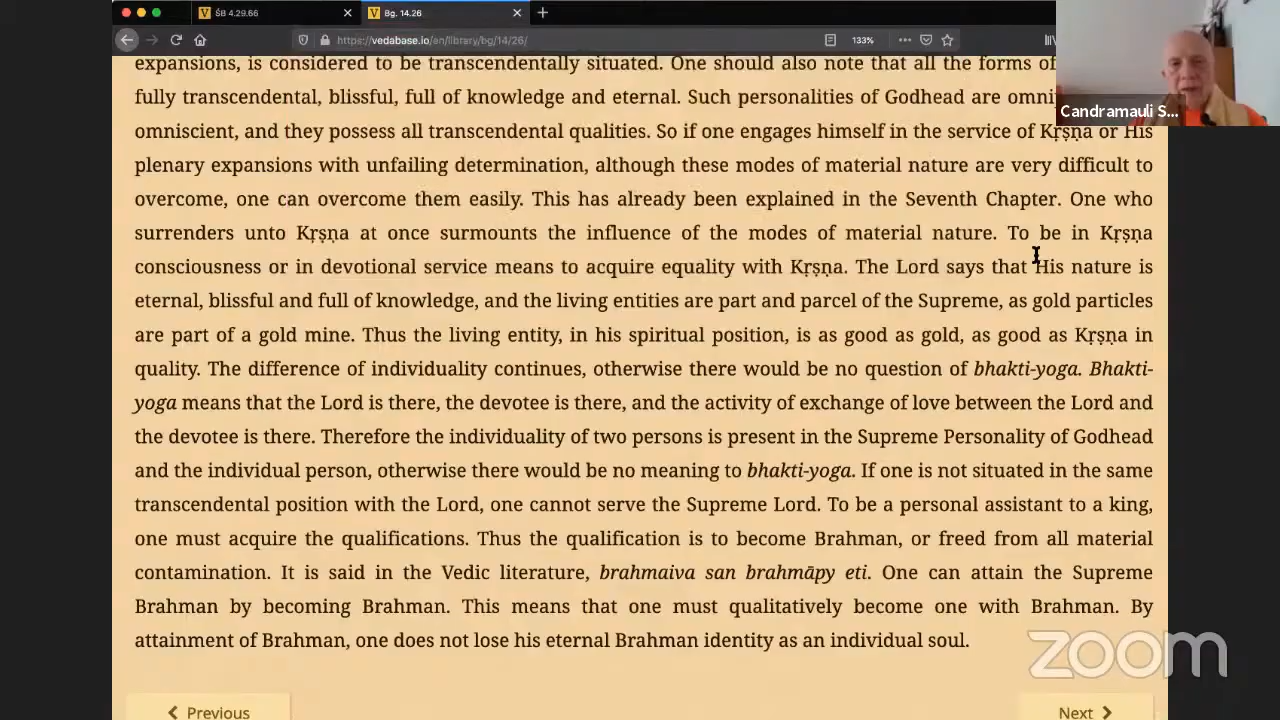 ŚB 4.29.66
Bg. 14.26
https://vedabase.io/en/library/bg/14/26/
133%
expansions, is considered to be transcendentally situated. One should also note that all the forms of
fully transcendental, blissful, full of knowledge and eternal. Such personalities of Godhead are
omniscient, and they possess all transcendental qualities. So if one engages himself in the service of Kṛṣṇa or His
plenary expansions with unfailing determination, although these modes of material nature are very difficult to
overcome, one can overcome them easily. This has already been explained in the Seventh Chapter. One who
surrenders unto Kṛṣṇa at once surmounts the influence of the modes of material nature. To be in Kṛṣṇa
consciousness or in devotional service means to acquire equality with Kṛṣṇa. The Lord says that His nature is
eternal, blissful and full of knowledge, and the living entities are part and parcel of the Supreme, as gold particles
are part of a gold mine. Thus the living entity, in his spiritual position, is as good as gold, as good as Kṛṣṇa in
quality. The difference of individuality continues, otherwise there would be no question of bhakti-yoga. Bhakti-
yoga means that the Lord is there, the devotee is there, and the activity of exchange of love between the Lord and
the devotee is there. Therefore the individuality of two persons is present in the Supreme Personality of Godhead
and the individual person, otherwise there would be no meaning to bhakti-yoga. If one is not situated in the same
transcendental position with the Lord, one cannot serve the Supreme Lord. To be a personal assistant to a king,
one must acquire the qualifications. Thus the qualification is to become Brahman, or freed from all material
contamination. It is said in the Vedic literature, brahmaiva san brahmāpy eti. One can attain the Supreme
Brahman by becoming Brahman. This means that one must qualitatively become one with Brahman. By
attainment of Brahman, one does not lose his eternal Brahman identity as an individual soul.
Previous
Next
Candramauli S...
zoom